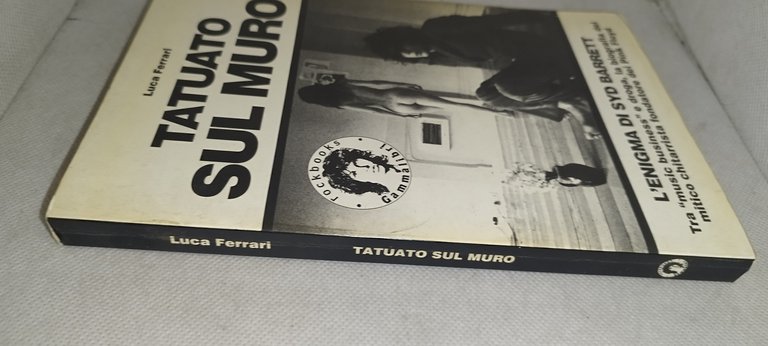 Luca Ferrari
TATUATO
SUL MURO
rockbooks
Gammalibri
L'ENIGMA DI SYD BARRETT
Tra "music business" e droga, la biografia del
mitico chitarrista fondatore dei Pink Floyd
Luca Ferrari
TATUATO SUL MURO